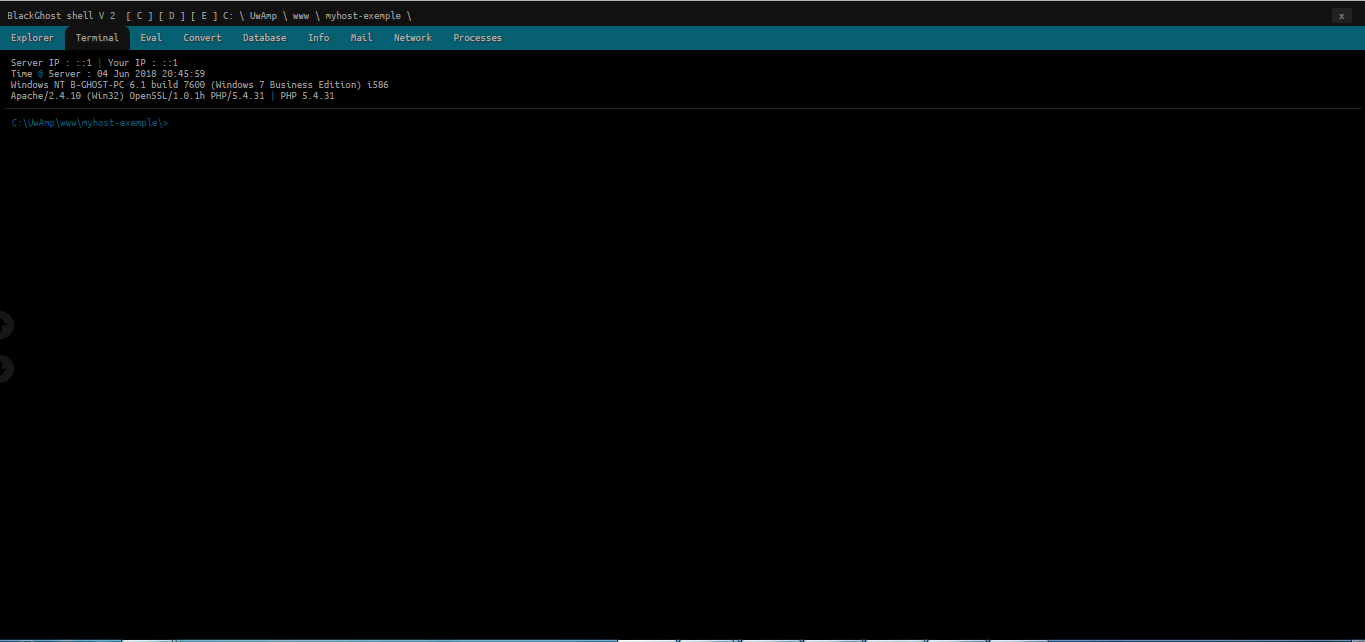 BlackGhost shell V 2 [ C ] [ D ] [ E ] C: \ UwAmp \ www \ myhost-exemple \ x
Explorer Terminal Eval Convert Database Info Mail Network Processes
Server IP : ::1 | Your IP : ::1
Time @ Server : 04 Jun 2018 20:45:59
Windows NT B-GHOST-PC 6.1 build 7600 (Windows 7 Business Edition) i586
Apache/2.4.10 (Win32) OpenSSL/1.0.1h PHP/5.4.31 | PHP 5.4.31
C:\UwAmp\www\myhost-exemple\>